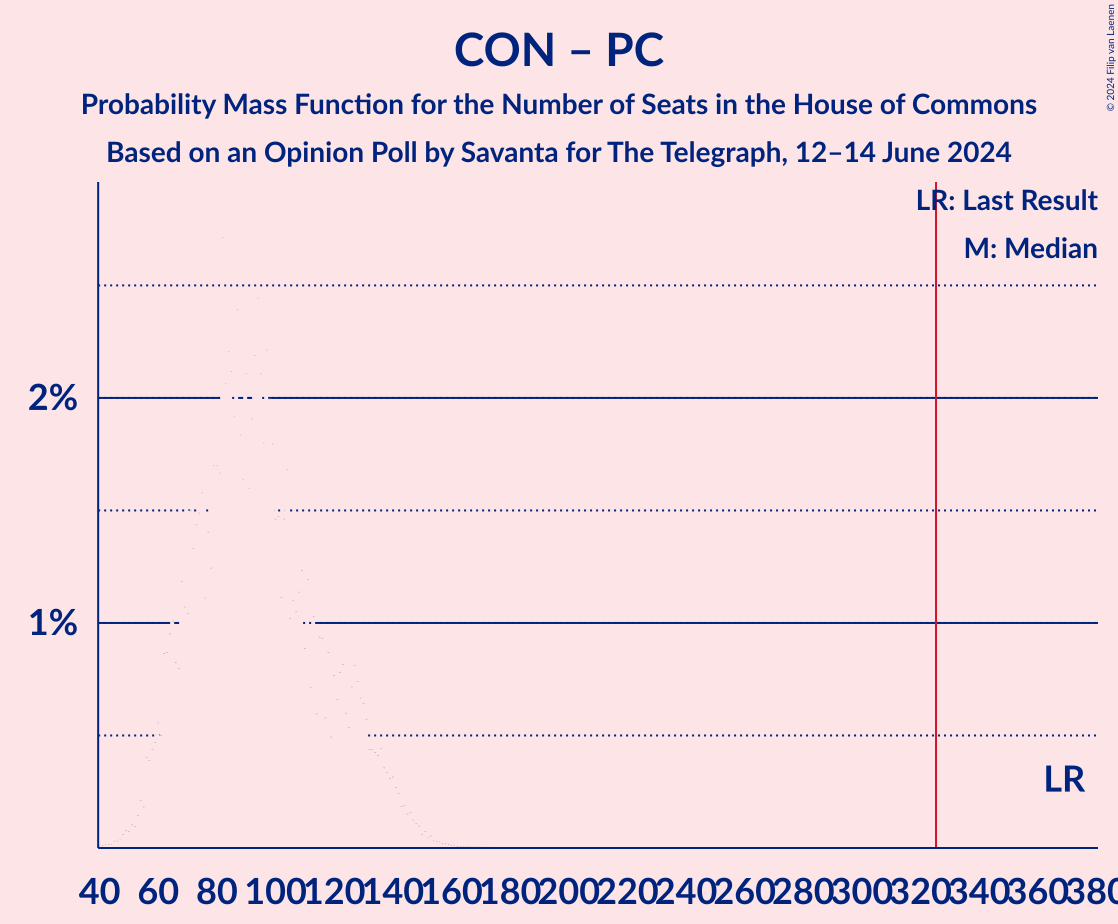 CON – PC
Probability Mass Function for the Number of Seats in the House of Commons
Based on an Opinion Poll by Savanta for The Telegraph, 12–14 June 2024
© 2024 Filip van Laenen
LR: Last Result
M: Median
2%
1%
LR
40 60 80 100 120 140 160 180 200 220 240 260 280 300 320 340 360 380